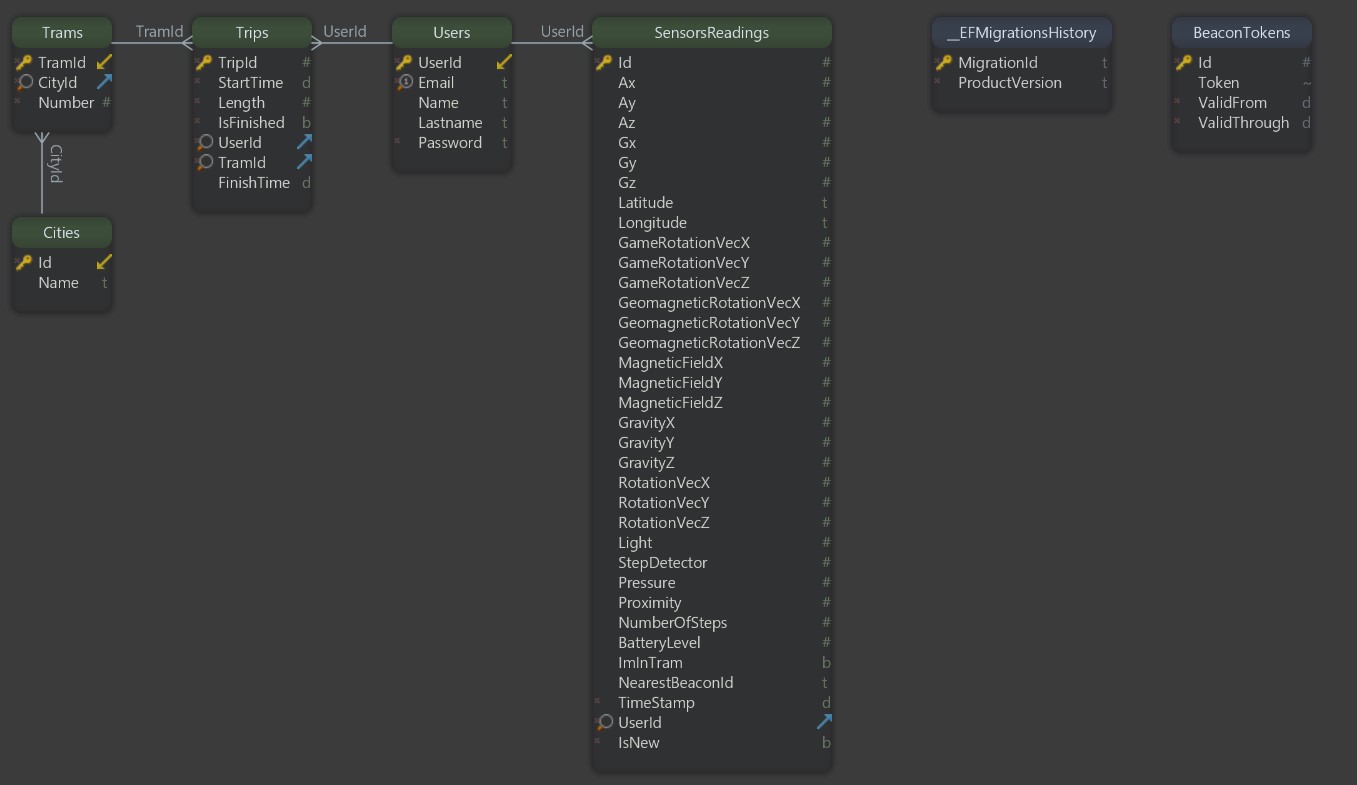 Trams
TramId
CityId
Number #
TramId
Trips
TripId #
StartTime d
Length #
IsFinished b
UserId
TramId
FinishTime d
UserId
Users
UserId
Email t
Name t
Lastname t
Password t
UserId
SensorsReadings
Id #
Ax #
Ay #
Az #
Gx #
Gy #
Gz #
Latitude t
Longitude t
GameRotationVecX #
GameRotationVecY #
GameRotationVecZ #
GeomagneticRotationVecX #
GeomagneticRotationVecY #
GeomagneticRotationVecZ #
MagneticFieldX #
MagneticFieldY #
MagneticFieldZ #
GravityX #
GravityY #
GravityZ #
RotationVecX #
RotationVecY #
RotationVecZ #
Light #
StepDetector #
Pressure #
Proximity #
NumberOfSteps #
BatteryLevel #
ImInTram b
NearestBeaconId t
TimeStamp d
UserId
IsNew b
__EFMigrationsHistory
MigrationId t
ProductVersion t
BeaconTokens
Id #
Token ~
ValidFrom d
ValidThrough d
CityId
Cities
Id
Name t